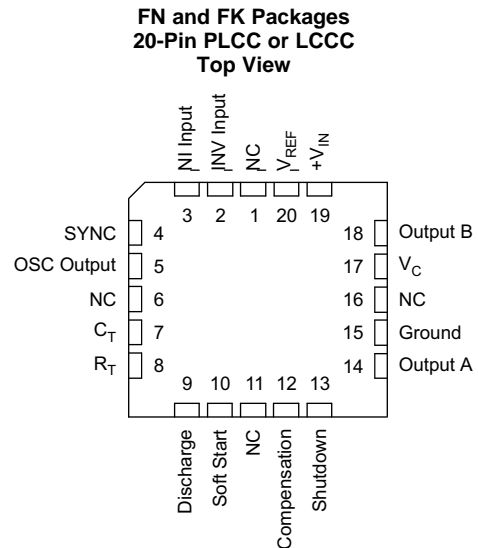 FN and FK Packages
20-Pin PLCC or LCCC
Top View
NI Input
INV Input
NC
VREF
+VIN
3 2 1 20 19
SYNC 4
OSC Output 5
NC 6
CT 7
RT 8
18 Output B
17 VC
16 NC
15 Ground
14 Output A
9 10 11 12 13
Discharge
Soft Start
NC
Compensation
Shutdown